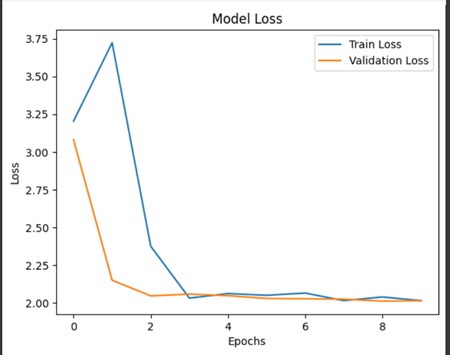 Model Loss
Train Loss
Validation Loss
3.75
3.50
3.25
3.00
2.75
2.50
2.25
2.00
Loss
0 2 4 6 8
Epochs